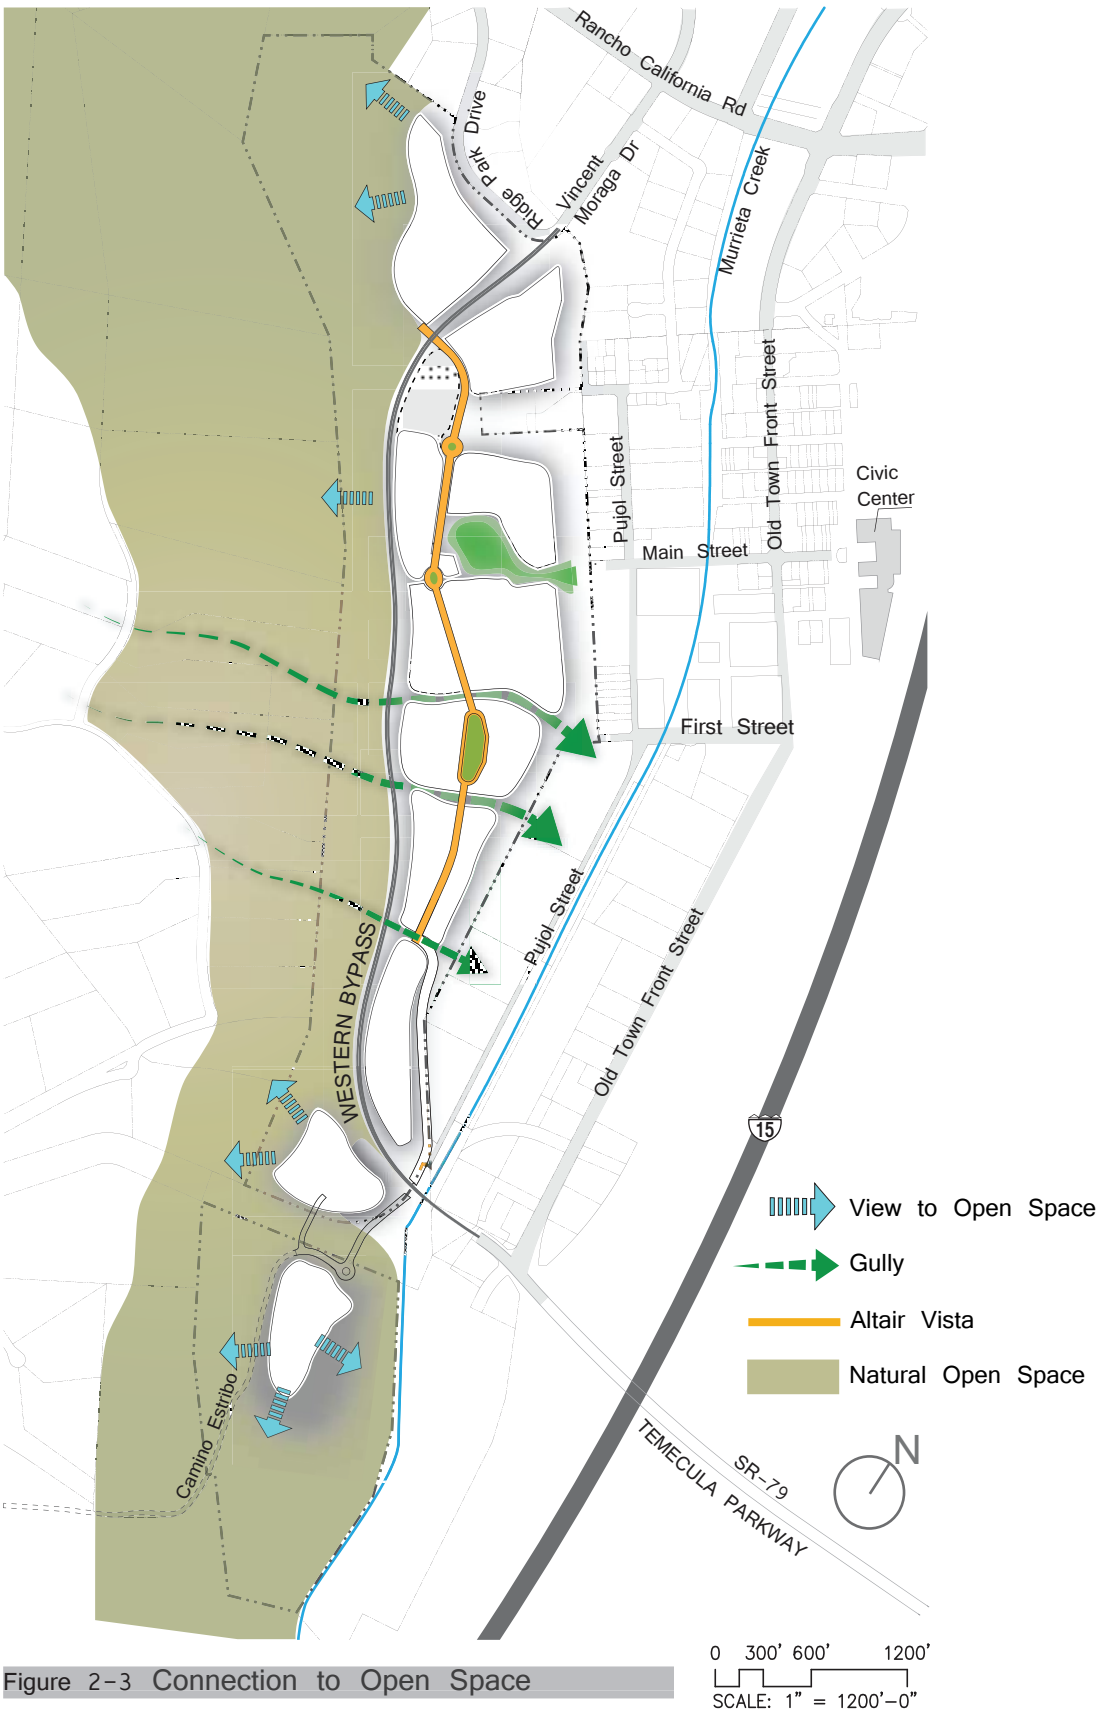 Rancho California Rd
Ridge Park Drive
Vincent
Moraga Dr
Murrieta Creek
Old Town Front Street
Pujol Street
Civic
Center
Main Street
First Street
Pujol Street
Old Town Front Street
WESTERN BYPASS
15
View to Open Space
Gully
Altair Vista
Natural Open Space
Camino Estribo
SR-79
TEMECULA PARKWAY
N
0 300' 600' 1200'
SCALE: 1" = 1200'-0"
Figure 2-3 Connection to Open Space